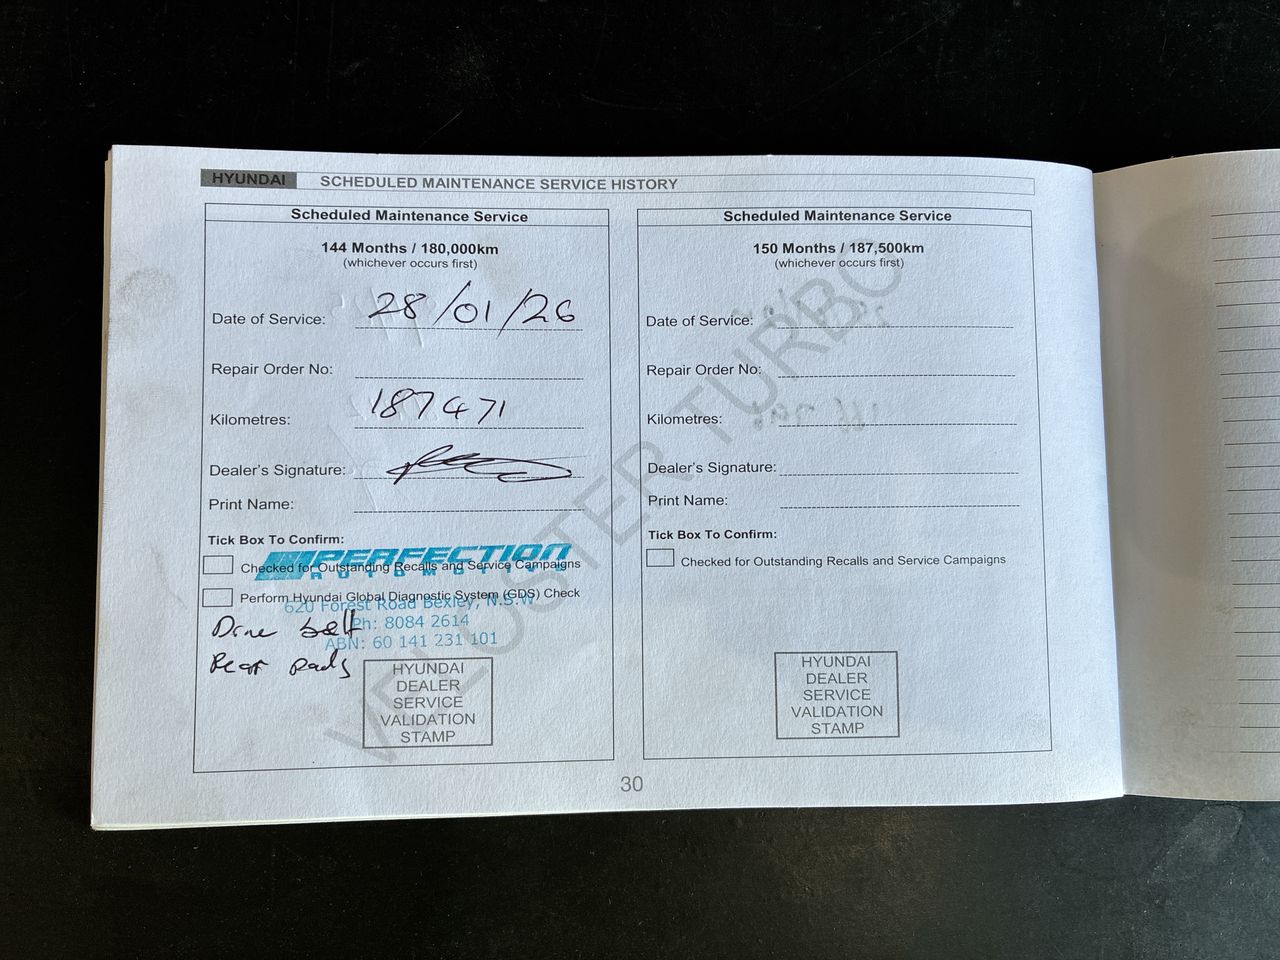 HYUNDAI SCHEDULED MAINTENANCE SERVICE HISTORY
Scheduled Maintenance Service
144 Months / 180,000km
(whichever occurs first)
Date of Service: 28/01/26
Repair Order No:
Kilometres: 187471
Dealer's Signature:
Print Name:
Tick Box To Confirm:
PERFECTION
AUTOMOTIVE
Checked for Outstanding Recalls and Service Campaigns
Perform Hyundai Global Diagnostic System (GDS) Check
620 Forest Road Bexley, N.S.W
Ph: 8084 2614
ABN: 60 141 231 101
Drive belt
Rear pads
HYUNDAI
DEALER
SERVICE
VALIDATION
STAMP
Scheduled Maintenance Service
150 Months / 187,500km
(whichever occurs first)
Date of Service:
Repair Order No:
Kilometres:
Dealer's Signature:
Print Name:
Tick Box To Confirm:
Checked for Outstanding Recalls and Service Campaigns
HYUNDAI
DEALER
SERVICE
VALIDATION
STAMP
VELOSTER TURBO
30